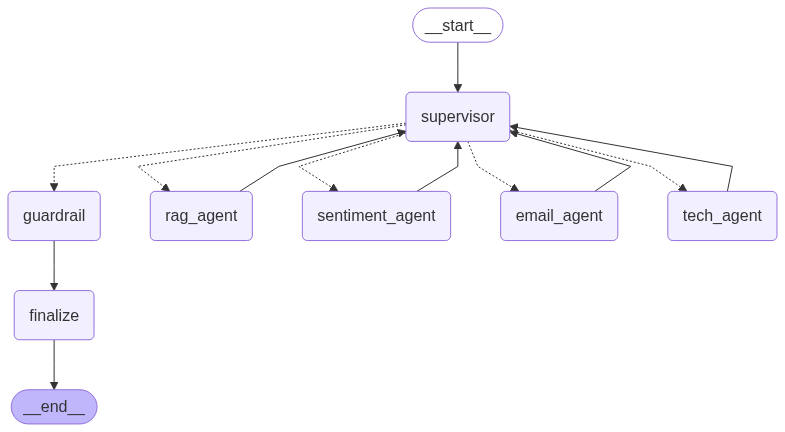 __start__
supervisor
guardrail
rag_agent
sentiment_agent
email_agent
tech_agent
finalize
__end__